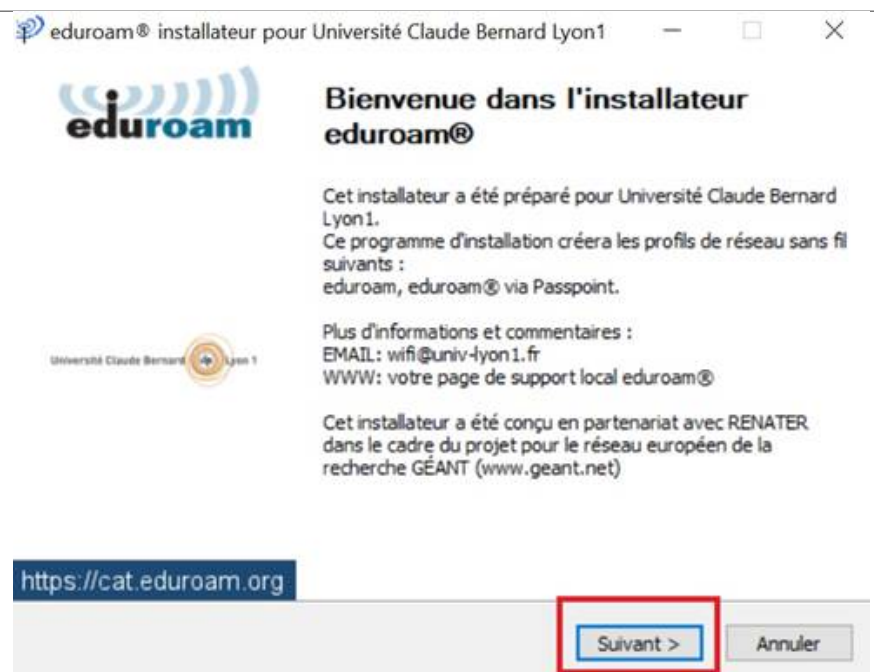 eduroam® installateur pour Université Claude Bernard Lyon1
eduroam
Bienvenue dans l'installateur
eduroam®
Cet installateur a été préparé pour Université Claude Bernard
Lyon1.
Ce programme d'installation créera les profils de réseau sans fil
suivants :
eduroam, eduroam® via Passpoint.
Plus d'informations et commentaires :
EMAIL: wifi@univ-lyon1.fr
WWW: votre page de support local eduroam®
Université Claude Bernard Lyon 1
Cet installateur a été conçu en partenariat avec RENATER
dans le cadre du projet pour le réseau européen de la
recherche GÉANT (www.geant.net)
https://cat.eduroam.org
Suivant >
Annuler